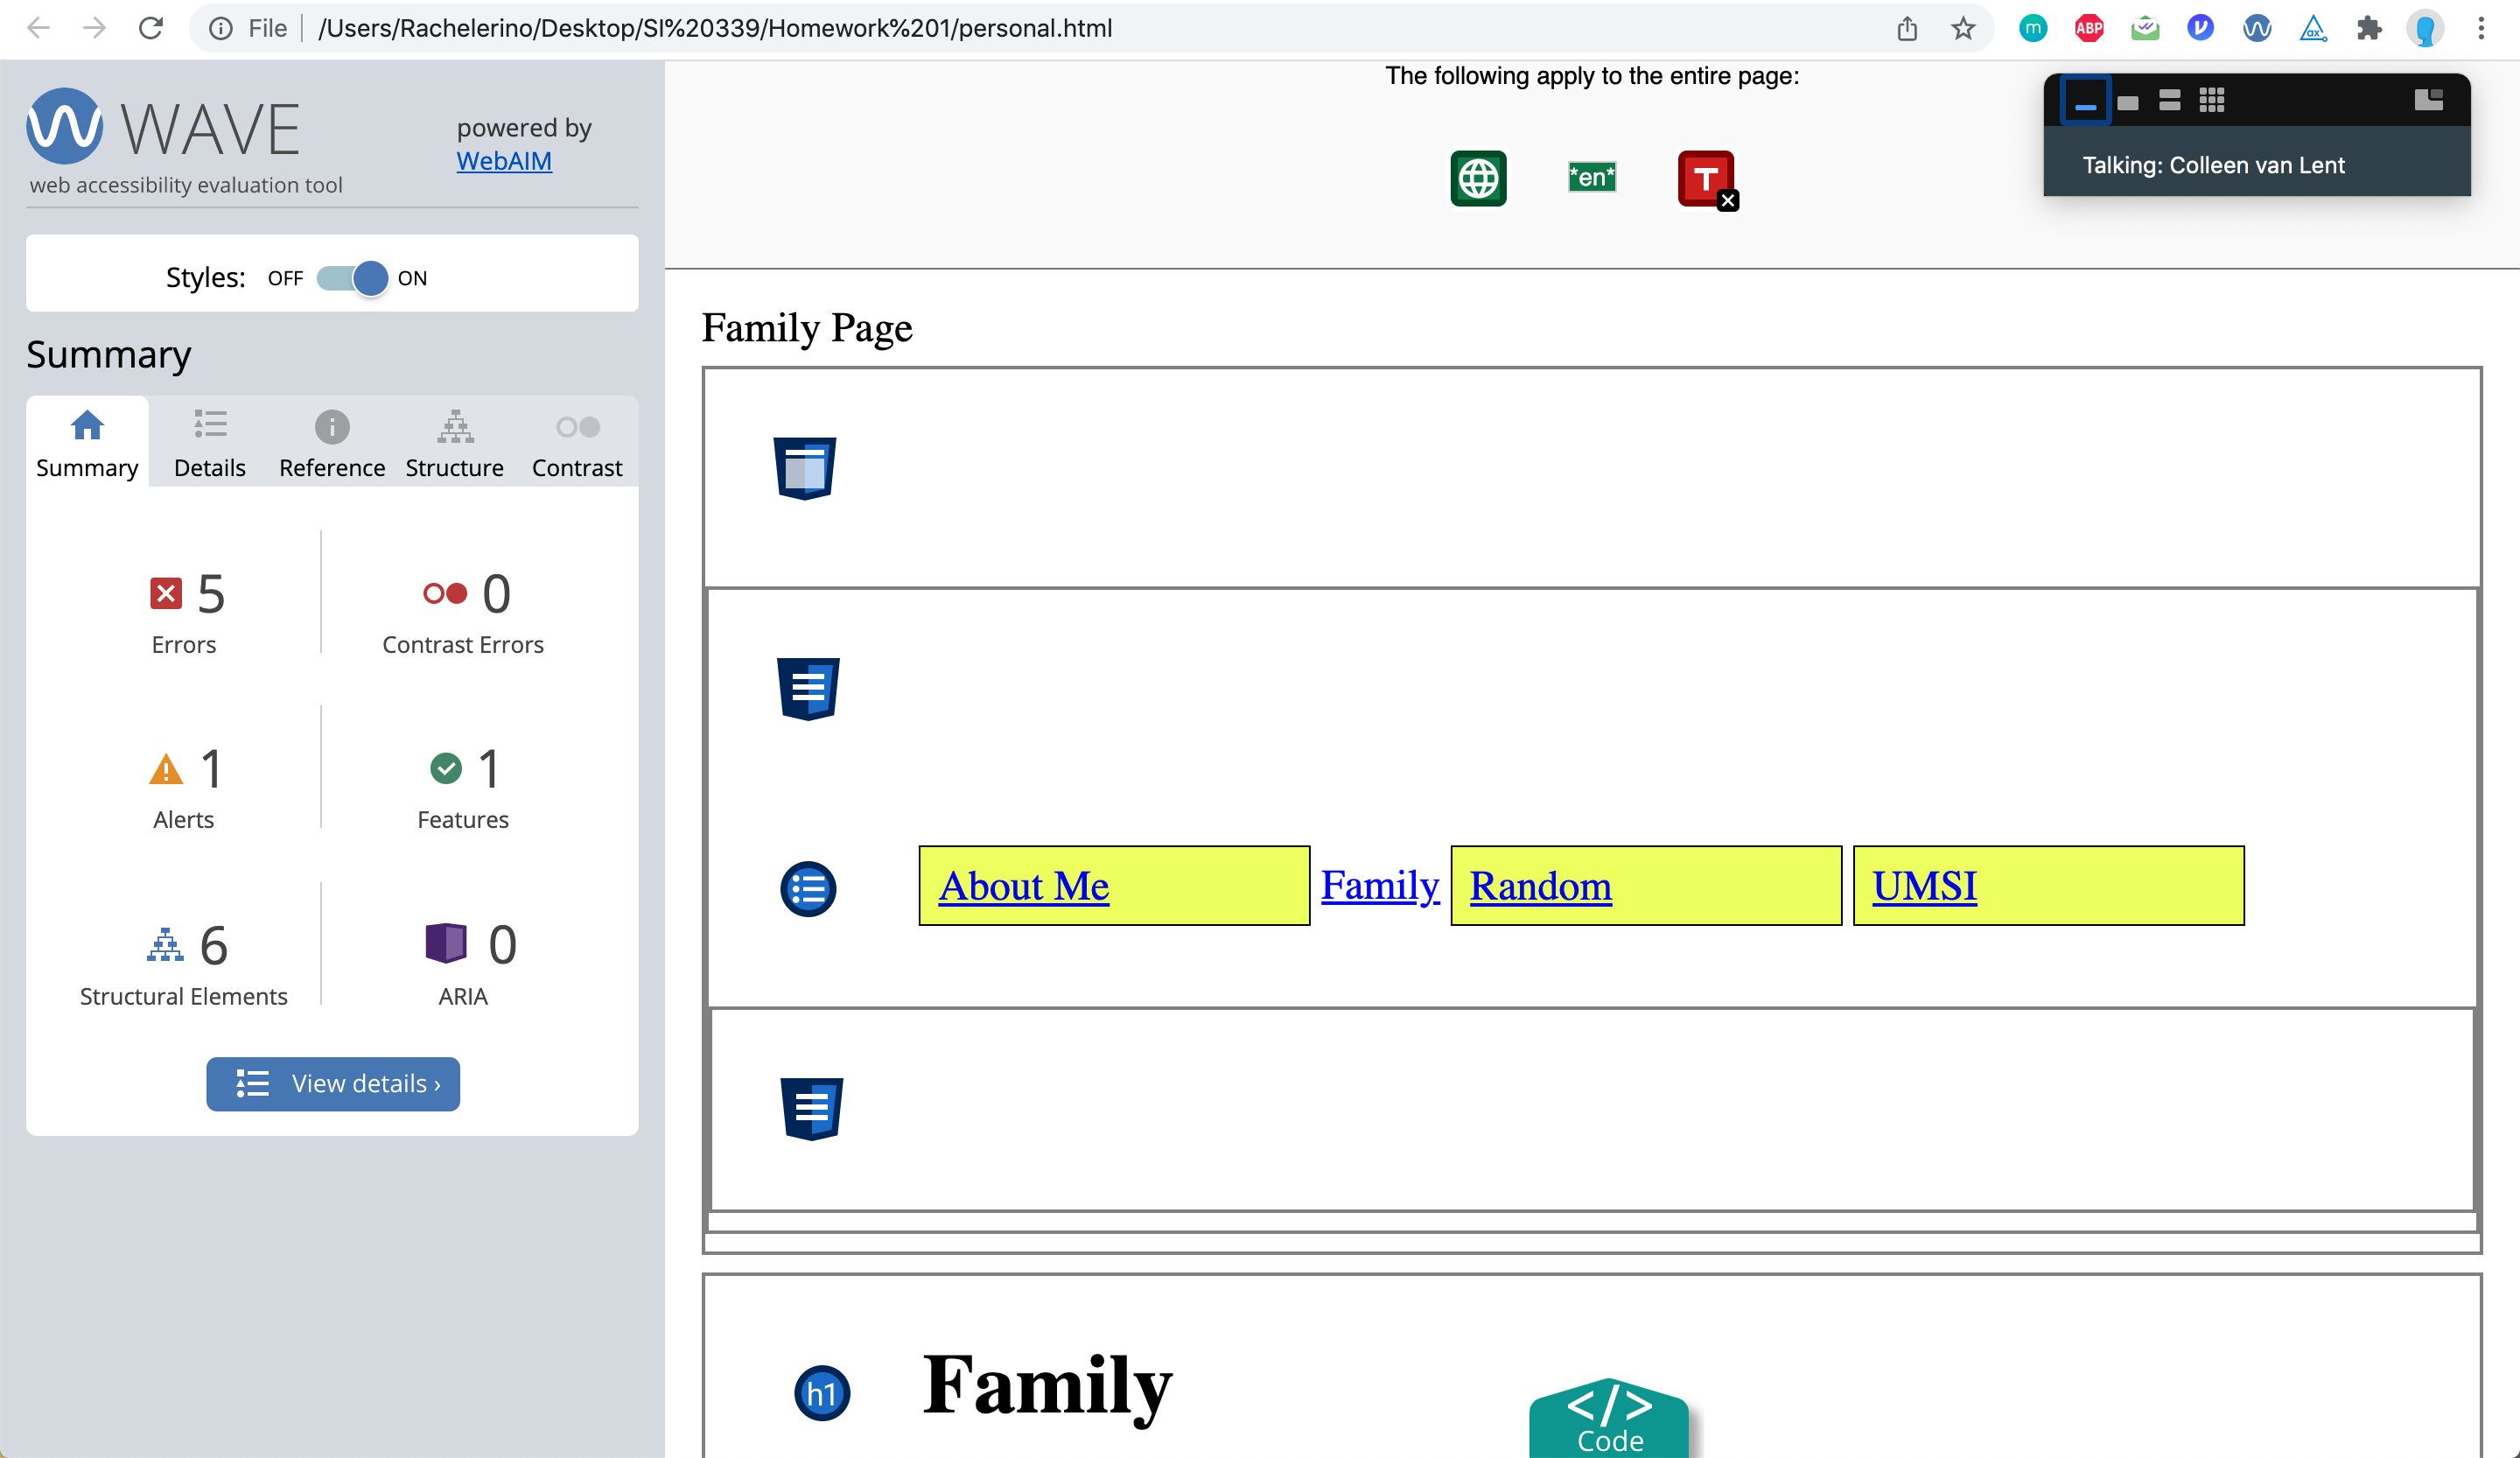 File /Users/Rachelerino/Desktop/SI%20339/Homework%201/personal.html
m
ABP
ax
WAVE
powered by
WebAIM
web accessibility evaluation tool
Styles: OFF ON
Summary
Summary Details Reference Structure Contrast
5
Errors
0
Contrast Errors
1
Alerts
1
Features
6
Structural Elements
0
ARIA
View details ›
The following apply to the entire page:
*en*
T
Talking: Colleen van Lent
Family Page
About Me Family Random UMSI
h1 Family
</>
Code